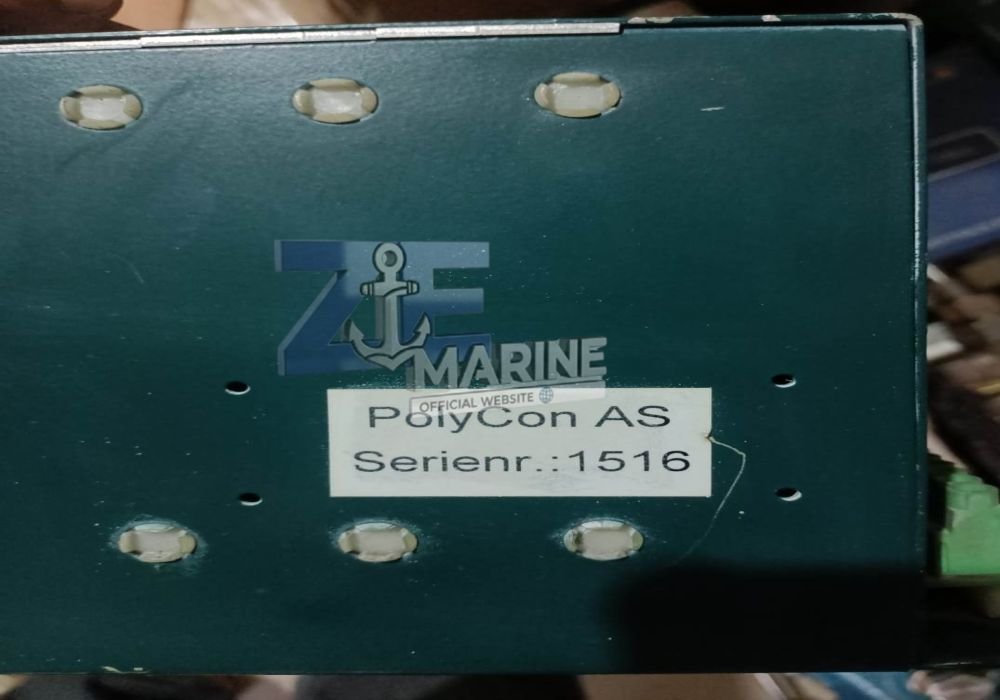 ZE
MARINE
OFFICIAL WEBSITE
PolyCon AS
Serienr.:1516